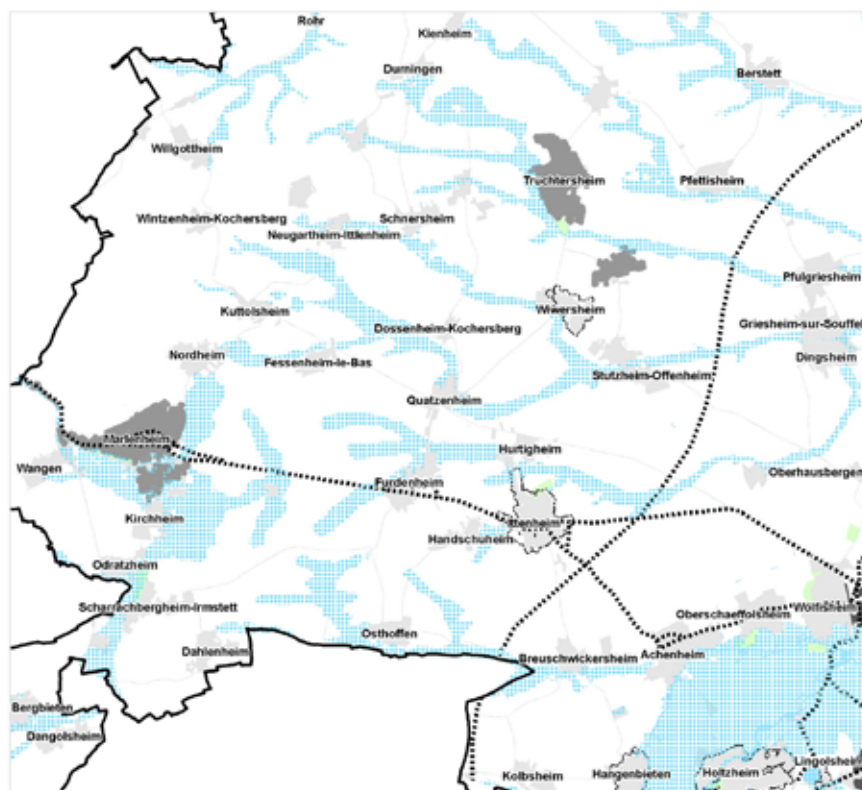 Rohr
Kienheim
Durningen
Berstett
Willgottheim
Truchtersheim
Pfettisheim
Wintzenheim-Kochersberg
Schnersheim
Neugartheim-Ittlenheim
Pfulgriesheim
Kuttolsheim
Wiwersheim
Dossenheim-Kochersberg
Griesheim-sur-Souffel
Nordheim
Fessenheim-le-Bas
Dingsheim
Stutzheim-Offenheim
Quatzenheim
Marlenheim
Hurtigheim
Wangen
Furdenheim
Oberhausbergen
Kirchheim
Ittenheim
Handschuheim
Odratzheim
Scharrachbergheim-Irmstett
Oberschaeffolsheim
Wolfisheim
Osthoffen
Dahlenheim
Breuschwickersheim
Achenheim
Bergbieten
Dangolsheim
Kolbsheim
Hangenbieten
Holtzheim
Lingolsheim